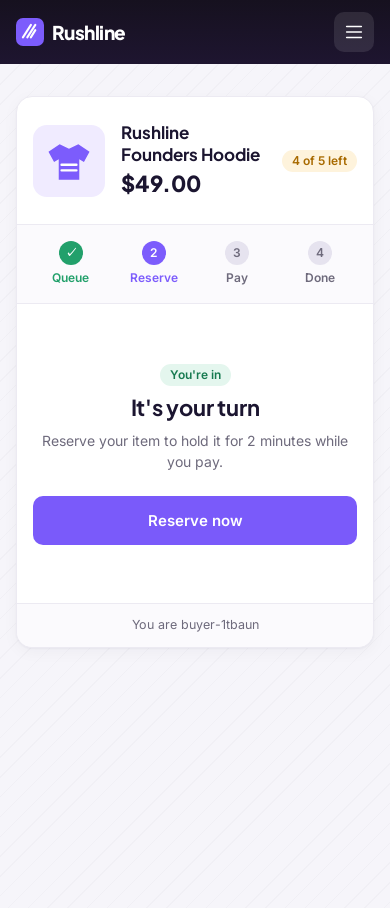 Rushline
Rushline
Founders Hoodie
$49.00
4 of 5 left
✓
Queue
2
Reserve
3
Pay
4
Done
You're in
It's your turn
Reserve your item to hold it for 2 minutes while
you pay.
Reserve now
You are buyer-1tbaun